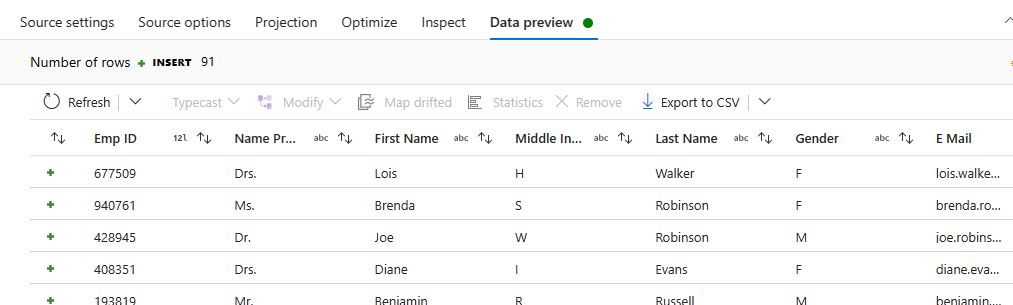 Source settings Source options Projection Optimize Inspect Data preview
Number of rows + INSERT 91
Refresh Typecast Modify Map drifted Statistics Remove Export to CSV
Emp ID 12l Name Pr... abc First Name abc Middle In... abc Last Name abc Gender abc E Mail
+ 677509 Drs. Lois H Walker F lois.walke...
+ 940761 Ms. Brenda S Robinson F brenda.ro...
+ 428945 Dr. Joe W Robinson M joe.robins...
+ 408351 Drs. Diane I Evans F diane.eva...
+ 193819 Mr. Benjamin R Russell M benjamin....